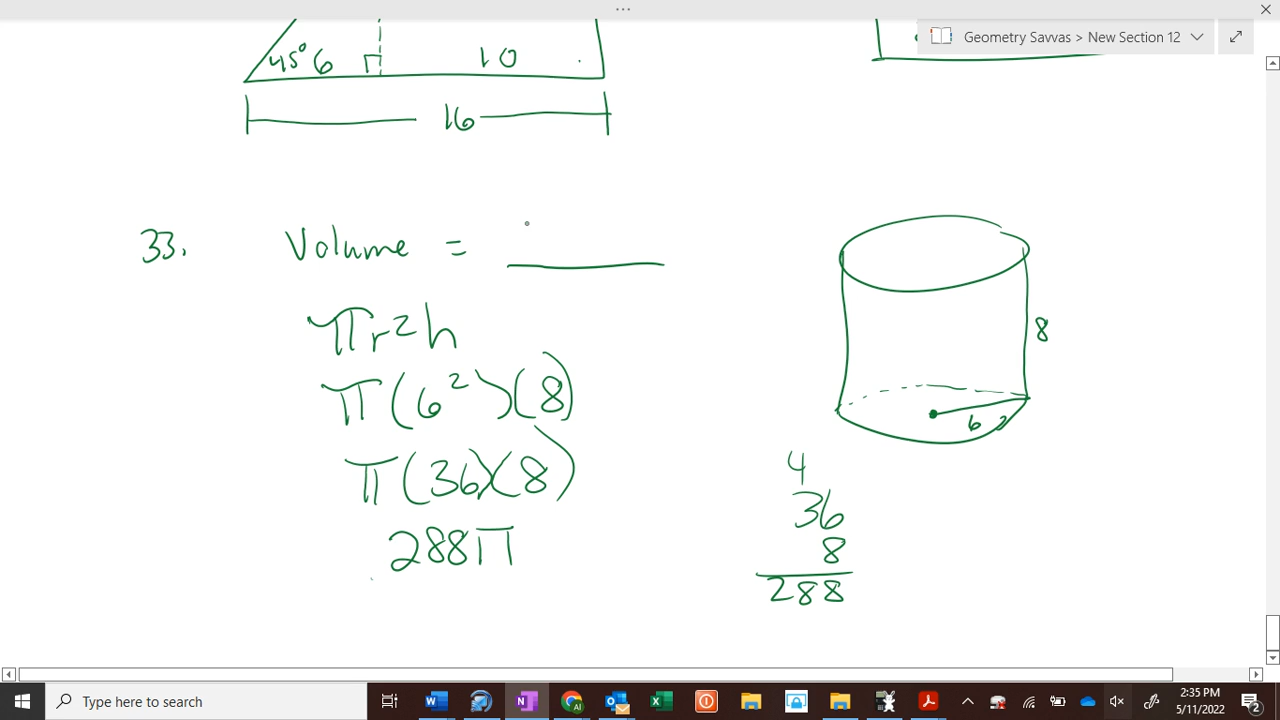 Geometry Savvas > New Section 12
45° 6 10
16
33. Volume =
πr²h
π(6²)(8)
π(36)(8)
288π
8
6
4
36
8
288
Type here to search
2:35 PM
5/11/2022
2